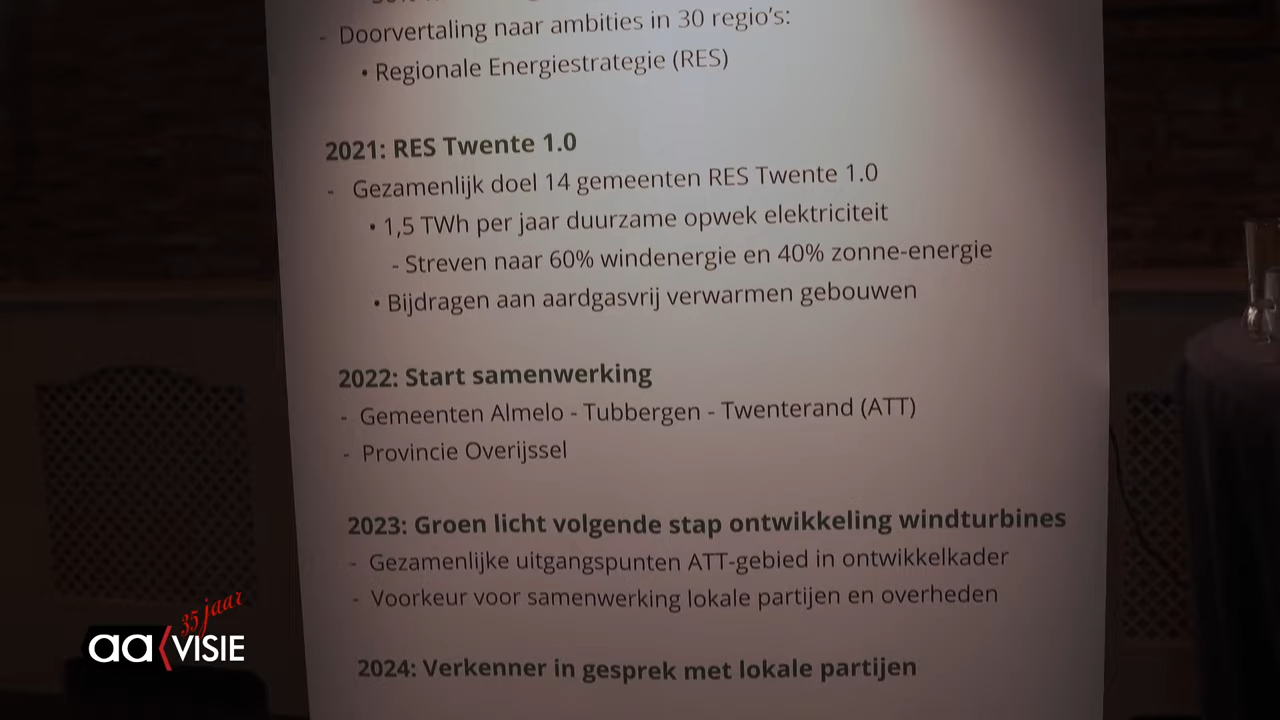 - Doorvertaling naar ambities in 30 regio's:
• Regionale Energiestrategie (RES)
2021: RES Twente 1.0
- Gezamenlijk doel 14 gemeenten RES Twente 1.0
• 1,5 TWh per jaar duurzame opwek elektriciteit
- Streven naar 60% windenergie en 40% zonne-energie
• Bijdragen aan aardgasvrij verwarmen gebouwen
2022: Start samenwerking
- Gemeenten Almelo - Tubbergen - Twenterand (ATT)
- Provincie Overijssel
2023: Groen licht volgende stap ontwikkeling windturbines
- Gezamenlijke uitgangspunten ATT-gebied in ontwikkelkader
- Voorkeur voor samenwerking lokale partijen en overheden
2024: Verkenner in gesprek met lokale partijen
35 jaar
aa VISIE